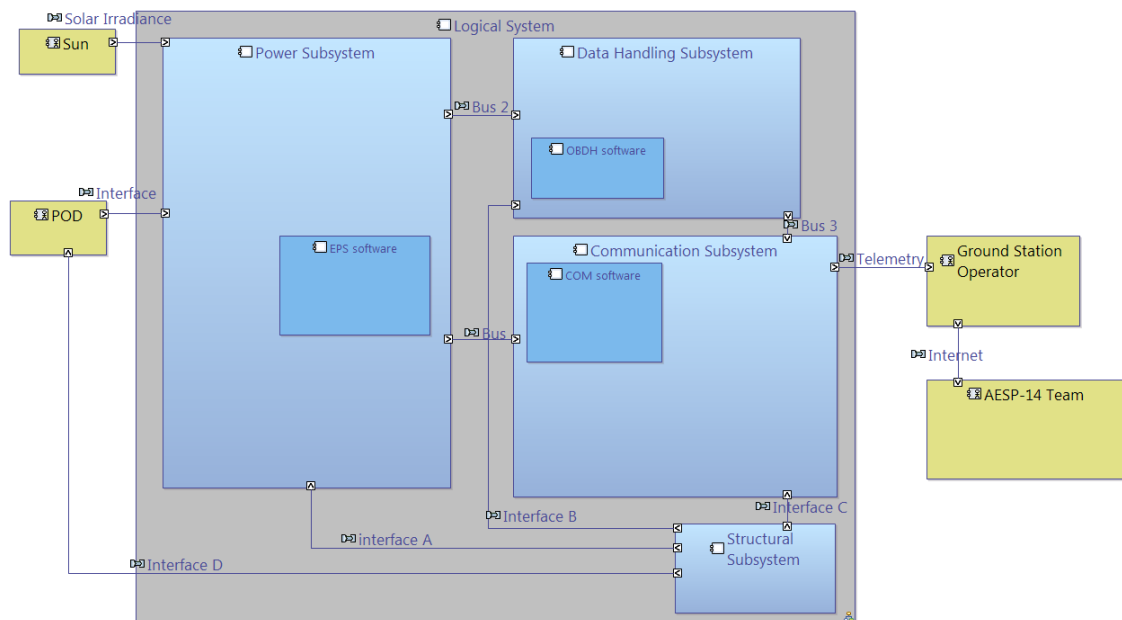 Solar Irradiance
Logical System
Sun
Power Subsystem
Data Handling Subsystem
Bus 2
OBDH software
Interface
POD
Bus 3
EPS software
Communication Subsystem
COM software
Telemetry
Ground Station
Operator
Bus
Internet
AESP-14 Team
Interface B
Interface C
interface A
Structural
Subsystem
Interface D